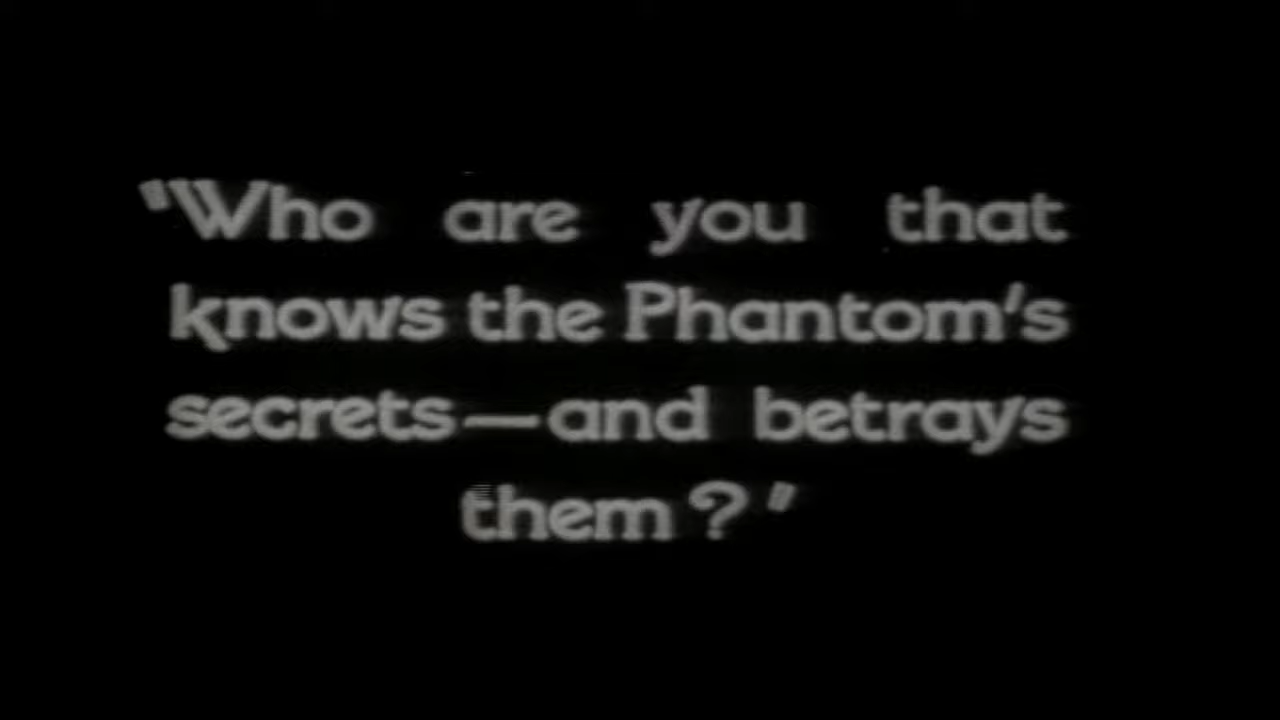 "Who are you that
knows the Phantom's
secrets—and betrays
them?"